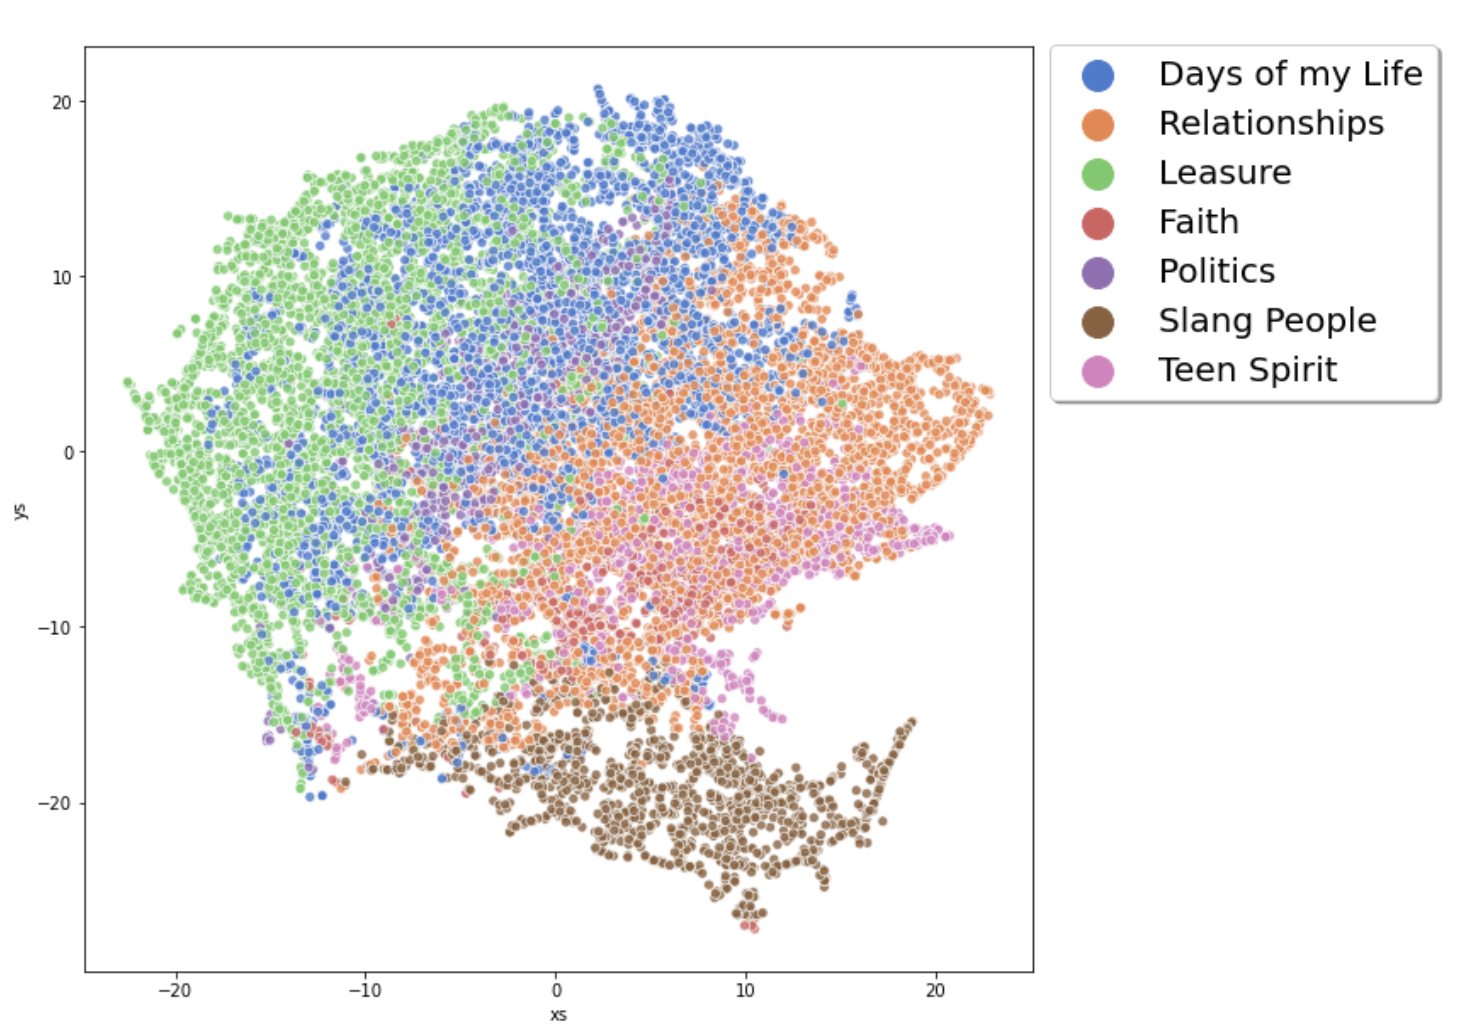 20
10
0
−10
−20
ys
−20
−10
0
10
20
xs
Days of my Life
Relationships
Leasure
Faith
Politics
Slang People
Teen Spirit